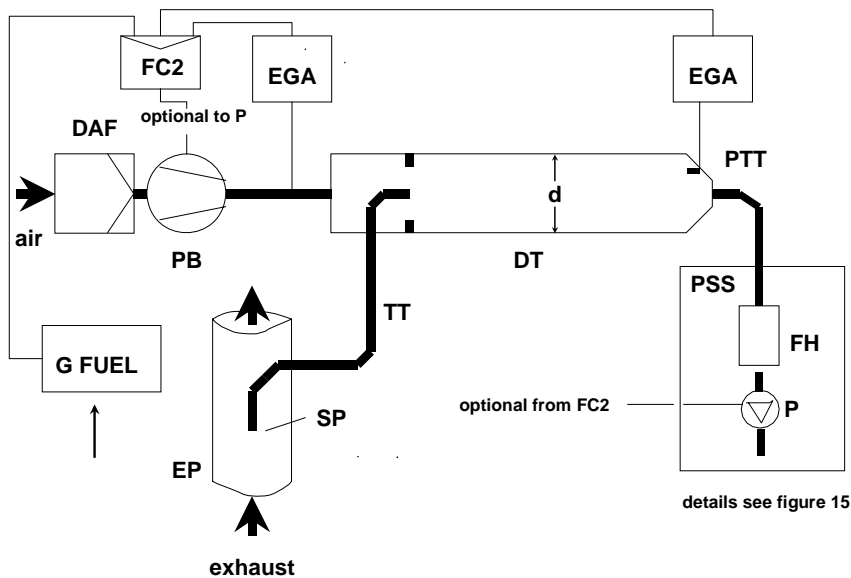 FC2
EGA
EGA
optional to P
DAF
PTT
d
air
PB
DT
PSS
TT
FH
G FUEL
optional from FC2
P
SP
EP
details see figure 15
exhaust